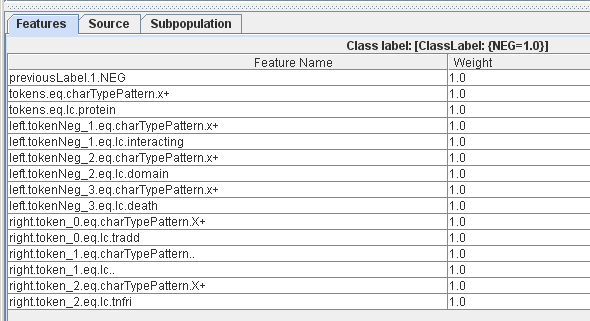 Features Source Subpopulation
Class label: [ClassLabel: {NEG=1.0}]
Feature Name Weight
previousLabel.1.NEG 1.0
tokens.eq.charTypePattern.x+ 1.0
tokens.eq.lc.protein 1.0
left.tokenNeg_1.eq.charTypePattern.x+ 1.0
left.tokenNeg_1.eq.lc.interacting 1.0
left.tokenNeg_2.eq.charTypePattern.x+ 1.0
left.tokenNeg_2.eq.lc.domain 1.0
left.tokenNeg_3.eq.charTypePattern.x+ 1.0
left.tokenNeg_3.eq.lc.death 1.0
right.token_0.eq.charTypePattern.X+ 1.0
right.token_0.eq.lc.tradd 1.0
right.token_1.eq.charTypePattern.. 1.0
right.token_1.eq.lc.. 1.0
right.token_2.eq.charTypePattern.X+ 1.0
right.token_2.eq.lc.tnfri 1.0